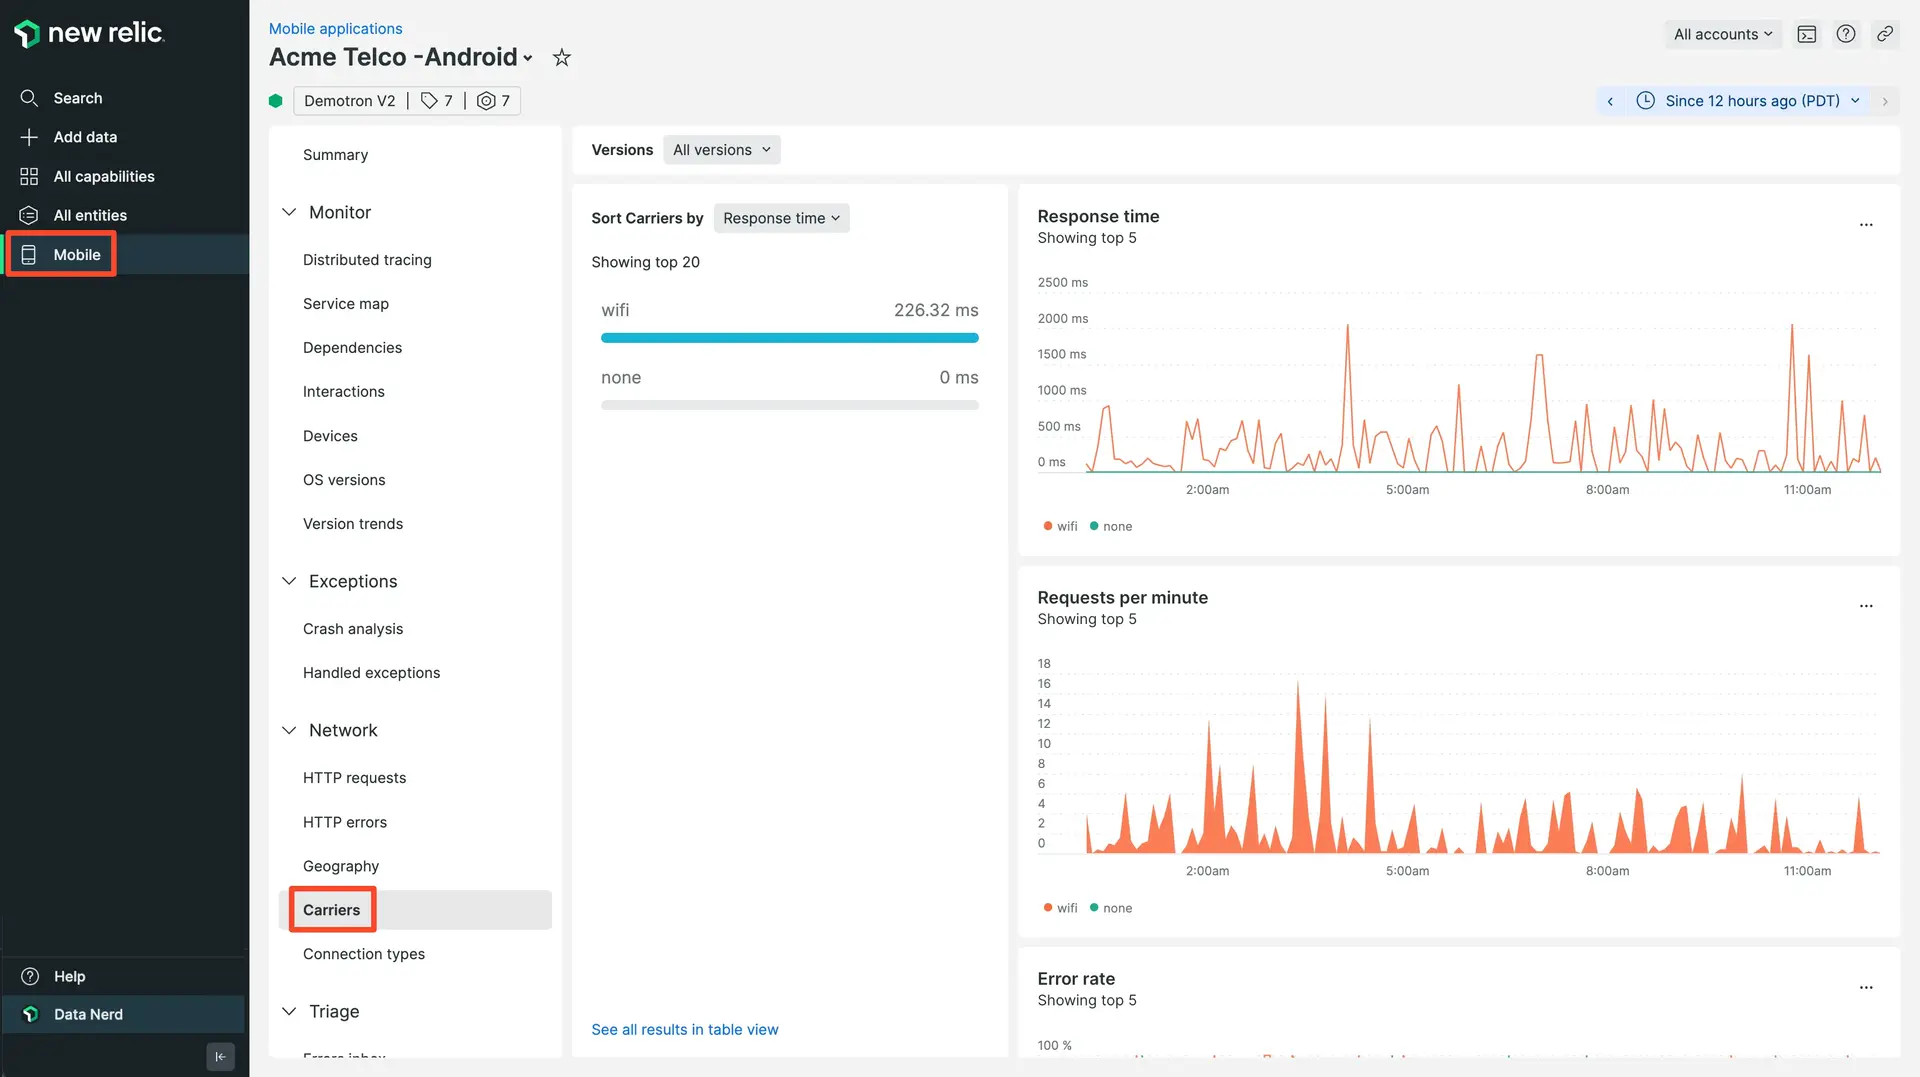 new relic.
Search
Add data
All capabilities
All entities
Mobile
Help
Data Nerd
Mobile applications
Acme Telco -Android
All accounts
Demotron V2 7 7
Since 12 hours ago (PDT)
Summary
Monitor
Distributed tracing
Service map
Dependencies
Interactions
Devices
OS versions
Version trends
Exceptions
Crash analysis
Handled exceptions
Network
HTTP requests
HTTP errors
Geography
Carriers
Connection types
Triage
Errors inbox
Versions All versions
Sort Carriers by Response time
Showing top 20
wifi 226.32 ms
none 0 ms
See all results in table view
Response time
Showing top 5
2500 ms
2000 ms
1500 ms
1000 ms
500 ms
0 ms
2:00am 5:00am 8:00am 11:00am
wifi none
Requests per minute
Showing top 5
18
16
14
12
10
8
6
4
2
0
2:00am 5:00am 8:00am 11:00am
wifi none
Error rate
Showing top 5
100 %